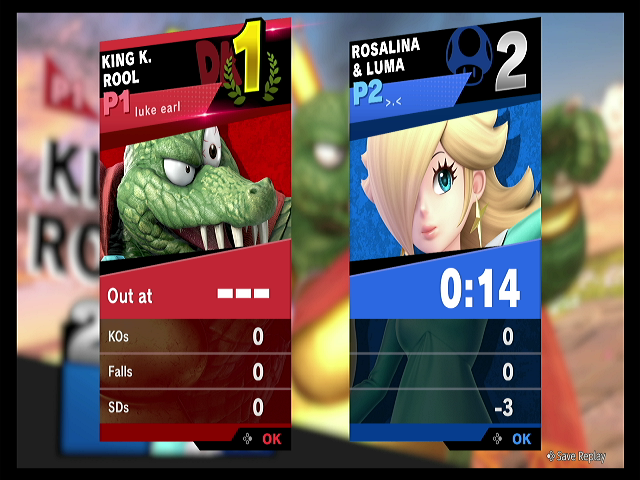 KING K.
ROOL
DK
1
P1 luke earl
Out at ---
KOs 0
Falls 0
SDs 0
OK
ROSALINA
& LUMA
2
P2 >.<
0:14
0
0
-3
OK
Save Replay